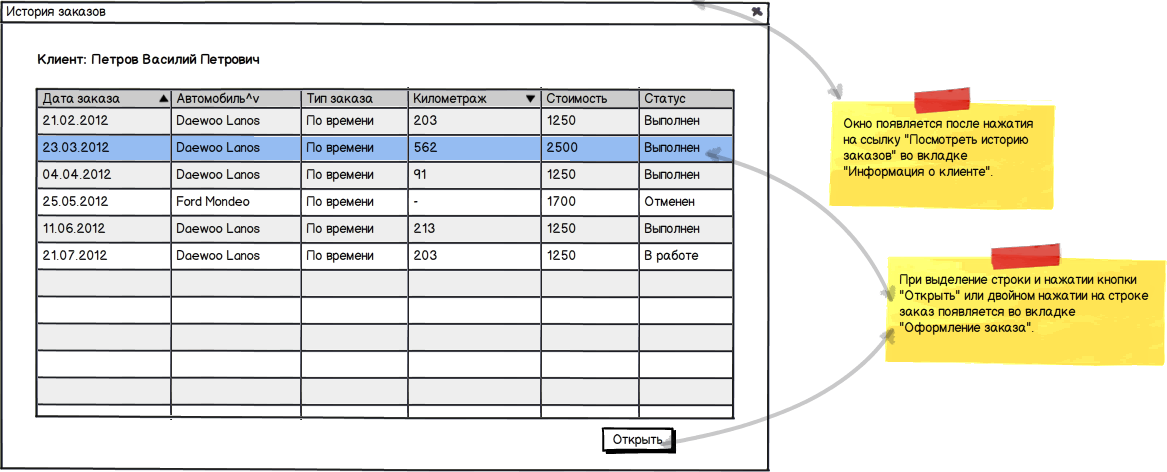 История заказов
Клиент: Петров Василий Петрович
Дата заказа Автомобиль^v Тип заказа Километраж Стоимость Статус
21.02.2012 Daewoo Lanos По времени 203 1250 Выполнен
23.03.2012 Daewoo Lanos По времени 562 2500 Выполнен
04.04.2012 Daewoo Lanos По времени 91 1250 Выполнен
25.05.2012 Ford Mondeo По времени - 1700 Отменен
11.06.2012 Daewoo Lanos По времени 213 1250 Выполнен
21.07.2012 Daewoo Lanos По времени 203 1250 В работе
Открыть
Окно появляется после нажатия
на ссылку "Посмотреть историю
заказов" во вкладке
"Информация о клиенте".
При выделение строки и нажатии кнопки
"Открыть" или двойном нажатии на строке
заказ появляется во вкладке
"Оформление заказа".